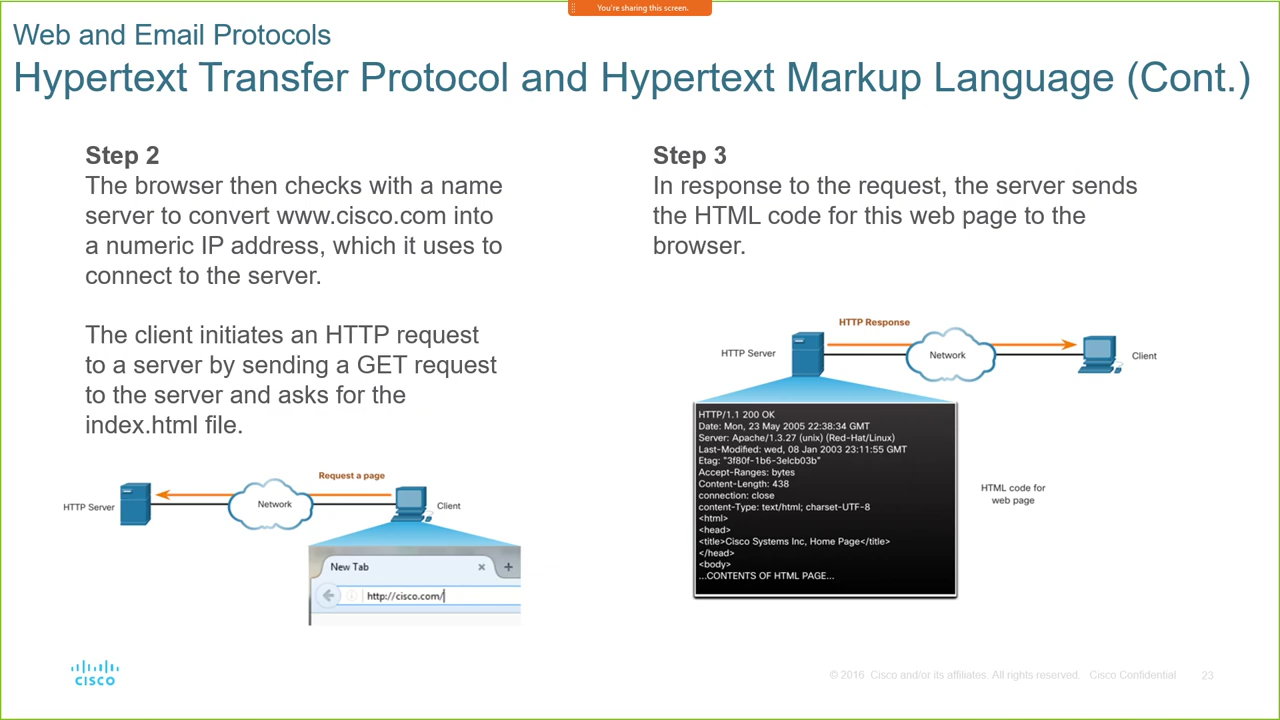 You're sharing this screen.
Web and Email Protocols
Hypertext Transfer Protocol and Hypertext Markup Language (Cont.)
Step 2
The browser then checks with a name
server to convert www.cisco.com into
a numeric IP address, which it uses to
connect to the server.
The client initiates an HTTP request
to a server by sending a GET request
to the server and asks for the
index.html file.
Request a page
HTTP Server
Network
Client
New Tab
http://cisco.com/
Step 3
In response to the request, the server sends
the HTML code for this web page to the
browser.
HTTP Response
HTTP Server
Network
Client
HTTP/1.1 200 OK
Date: Mon, 23 May 2005 22:38:34 GMT
Server: Apache/1.3.27 (unix) (Red-Hat/Linux)
Last-Modified: wed, 08 Jan 2003 23:11:55 GMT
Etag: "3f80f-1b6-3elcb03b"
Accept-Ranges: bytes
Content-Length: 438
connection: close
content-Type: text/html; charset-UTF-8
<html>
<head>
<title>Cisco Systems Inc, Home Page</title>
</head>
<body>
...CONTENTS OF HTML PAGE...
HTML code for
web page
CISCO
© 2016 Cisco and/or its affiliates. All rights reserved. Cisco Confidential
23